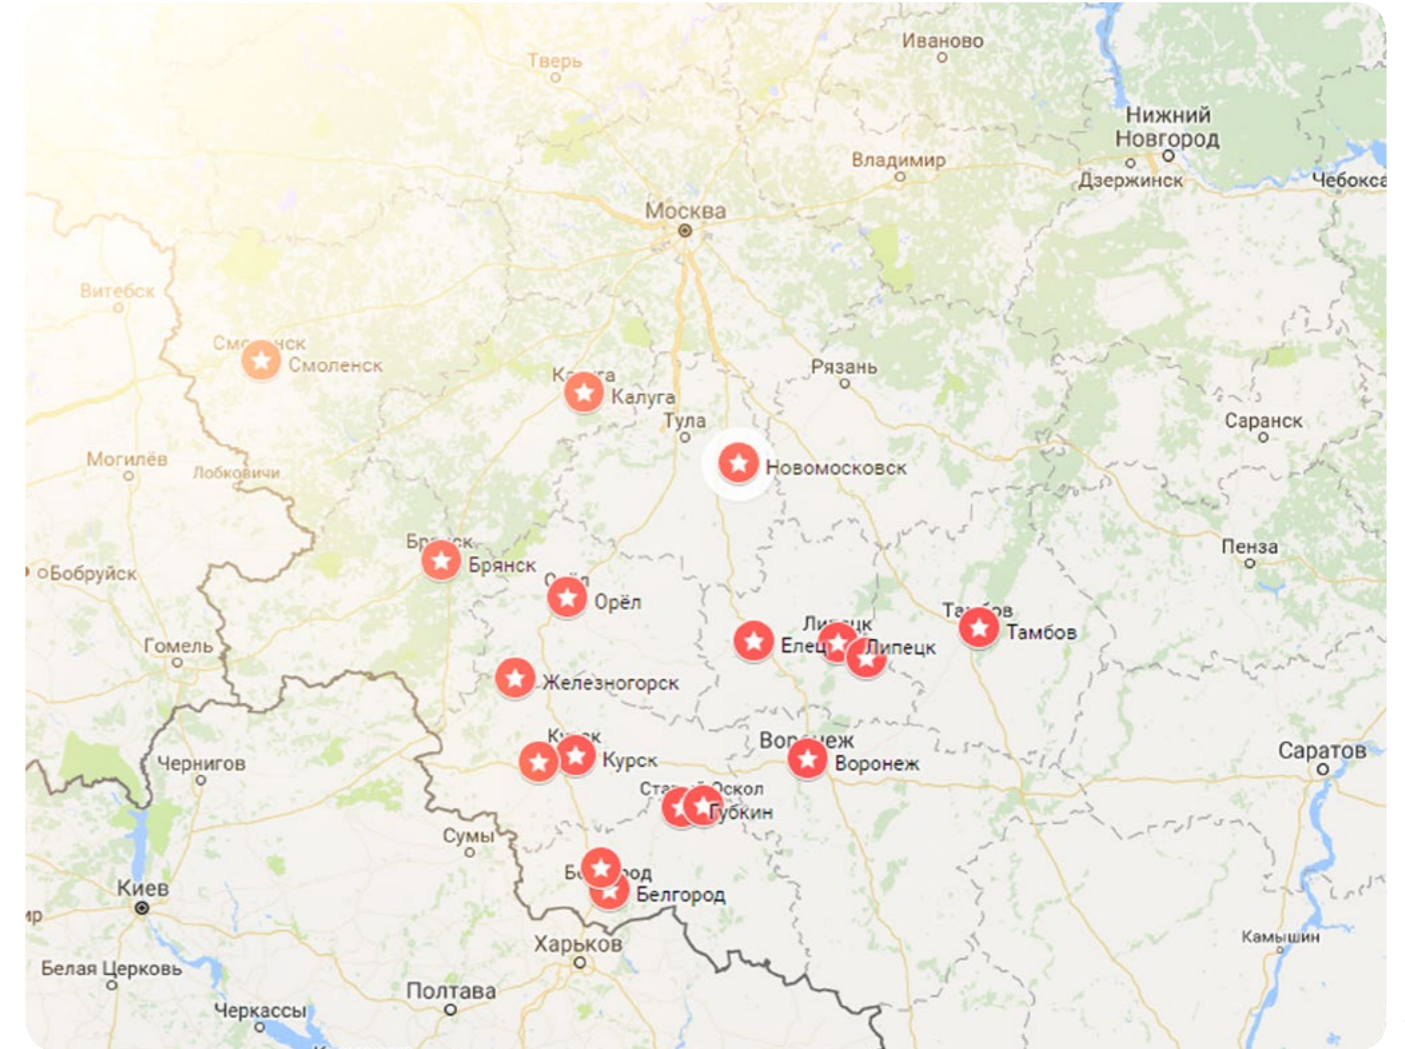 Иваново
Тверь
Нижний
Новгород
Владимир
Дзержинск
Чебокса
Москва
Витебск
Смоленск
Рязань
Калуга
Тула
Саранск
Могилёв
Лобковичи
Новомосковск
Брянск
Пенза
Бобруйск
Орёл
Тамбов
Гомель
Елец
Липецк
Железногорск
Воронеж
Саратов
Чернигов
Курск
Воронеж
Старый Оскол
Губкин
Сумы
Киев
Белгород
Харьков
Камышин
Белая Церковь
Полтава
Черкассы